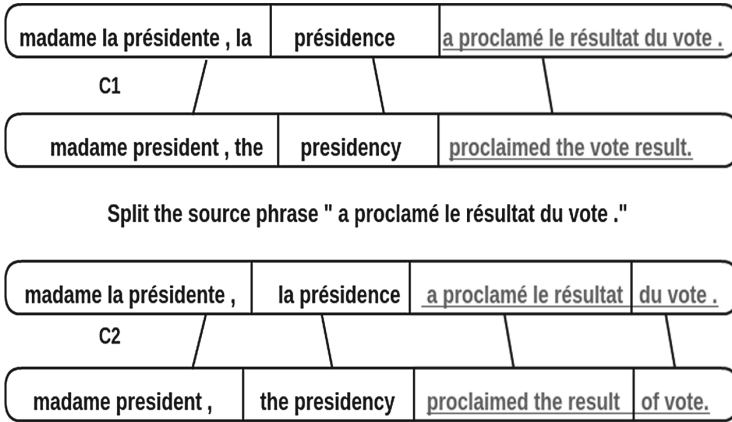 madame la présidente , la présidence a proclamé le résultat du vote .
C1
madame president , the presidency proclaimed the vote result.
Split the source phrase " a proclamé le résultat du vote ."
madame la présidente , la présidence a proclamé le résultat du vote .
C2
madame president , the presidency proclaimed the result of vote.